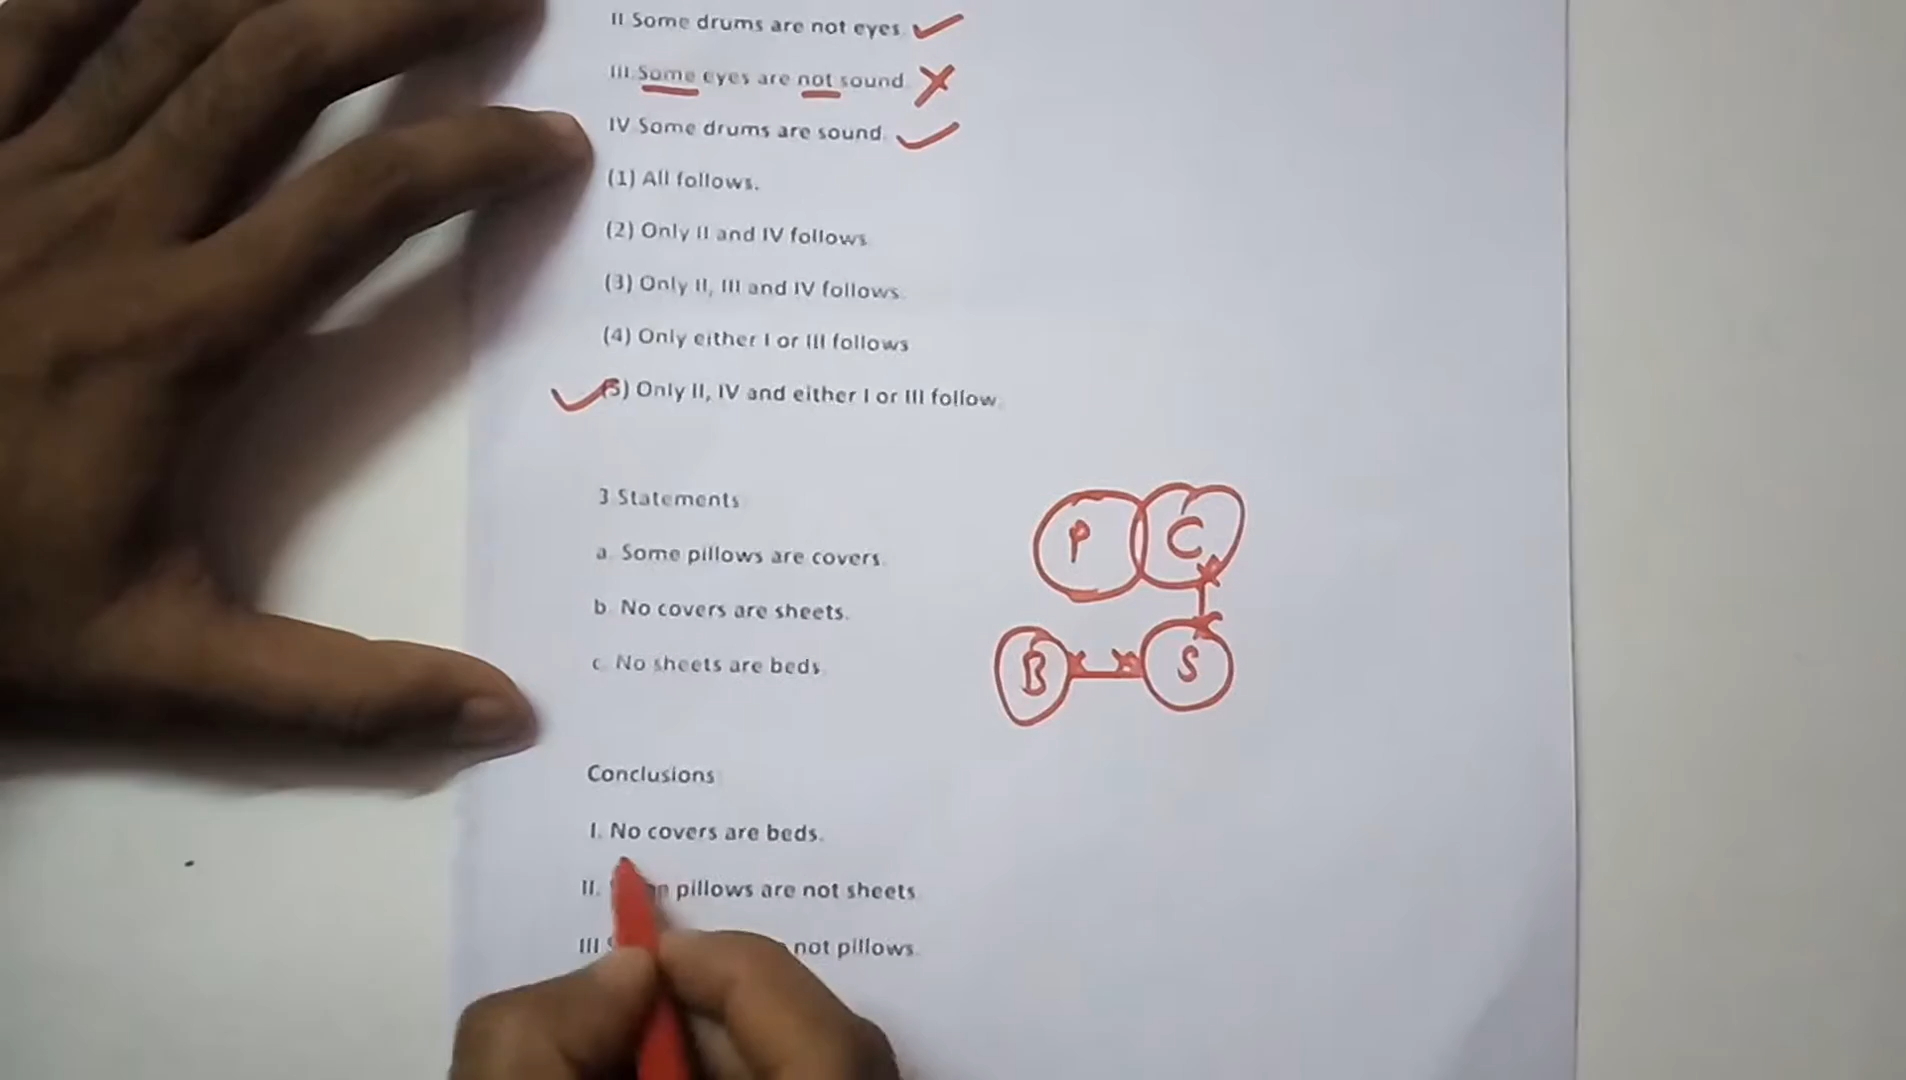 II Some drums are not eyes.
III.Some eyes are not sound.
IV Some drums are sound.
(1) All follows.
(2) Only II and IV follows.
(3) Only II, III and IV follows.
(4) Only either I or III follows
(5) Only II, IV and either I or III follow.
3 Statements
a. Some pillows are covers.
P C
b. No covers are sheets.
c. No sheets are beds.
B S
Conclusions
I. No covers are beds.
II. pillows are not sheets
III not pillows.